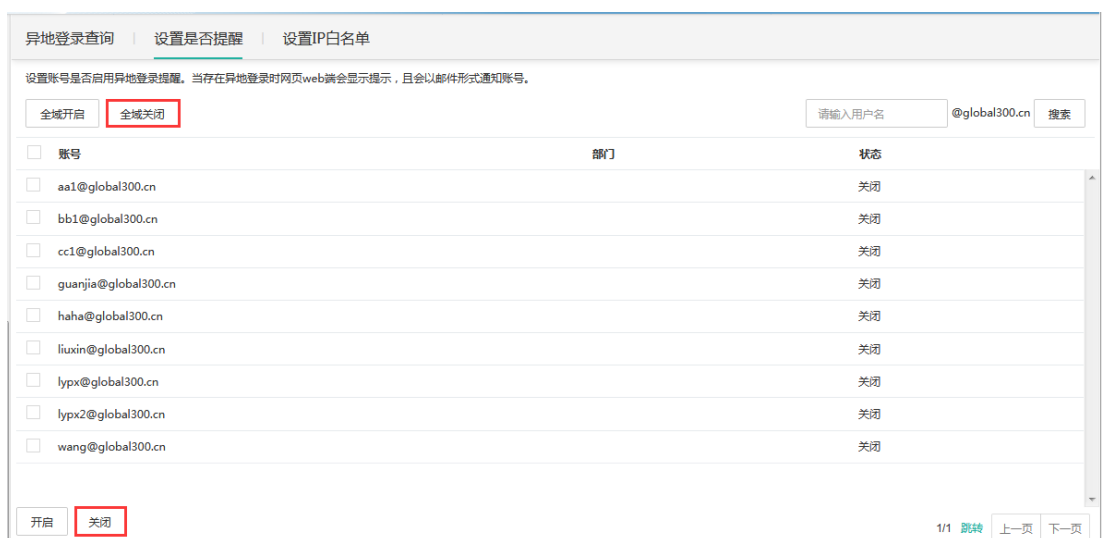 异地登录查询 设置是否提醒 设置IP白名单
设置账号是否启用异地登录提醒。当存在异地登录时网页web端会显示提示，且会以邮件形式通知账号。
全域开启 全域关闭 请输入用户名 @global300.cn 搜索
账号 部门 状态
aa1@global300.cn 关闭
bb1@global300.cn 关闭
cc1@global300.cn 关闭
guanjia@global300.cn 关闭
haha@global300.cn 关闭
liuxin@global300.cn 关闭
lypx@global300.cn 关闭
lypx2@global300.cn 关闭
wang@global300.cn 关闭
开启 关闭 1/1 跳转 上一页 下一页